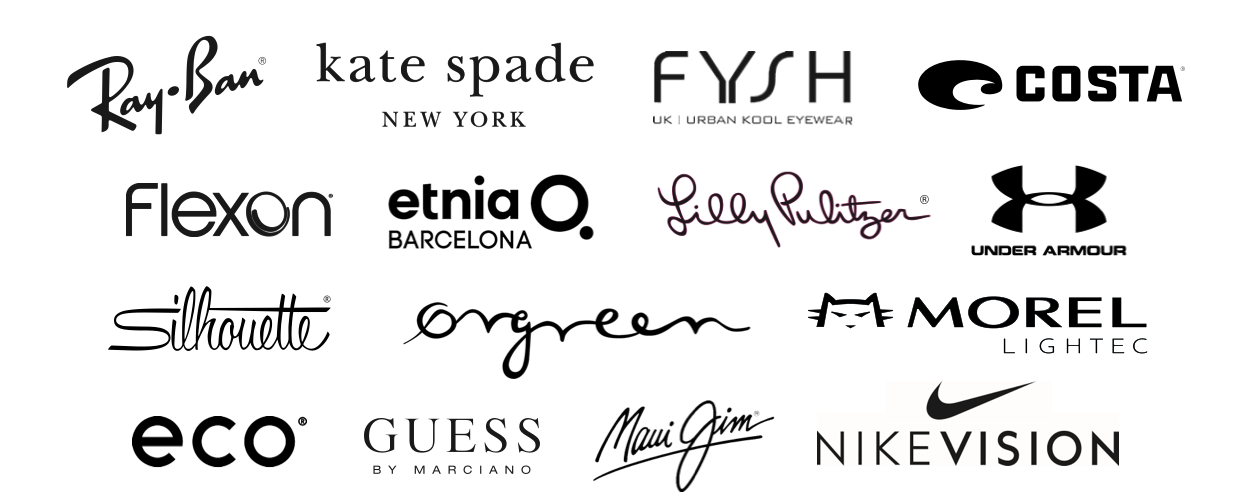 Ray-Ban®
kate spade
NEW YORK
FYSH
UK | URBAN KOOL EYEWEAR
COSTA®
Flexon®
etnia
BARCELONA
Lilly Pulitzer®
UNDER ARMOUR
Silhouette®
orgreen
MOREL
LIGHTEC
eco®
GUESS
BY MARCIANO
Maui Jim®
NIKEVISION